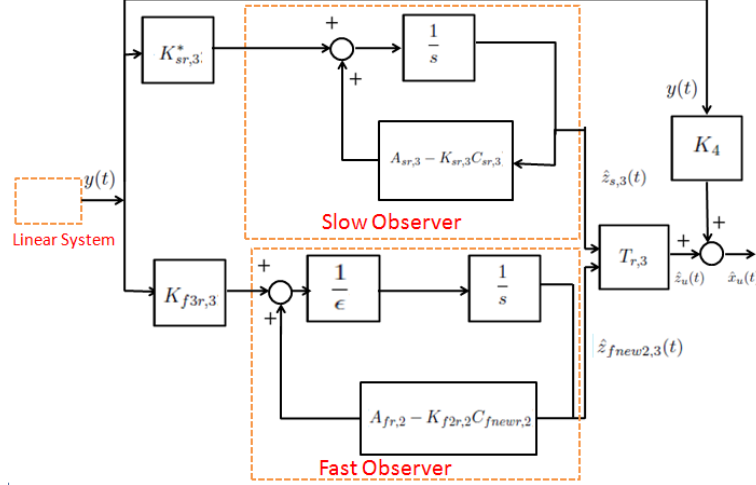 +
K*sr,3
1
s
+
y(t)
y(t)
Asr,3 − Ksr,3Csr,3
K4
ẑs,3(t)
Slow Observer
+
Linear System
Tr,3
+
ẑu(t)
x̂u(t
+
Kf3r,3
1
ϵ
1
s
+
ẑfnew2,3(t)
Afr,2 − Kf2r,2Cfnewr,2
Fast Observer